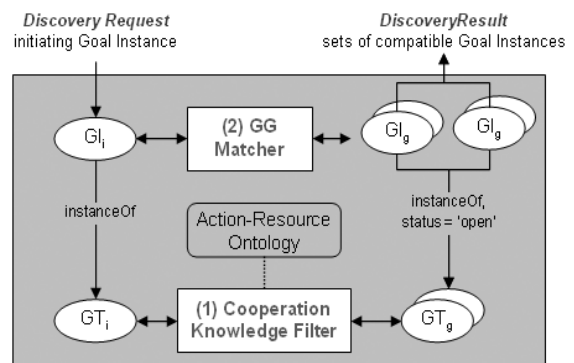 Discovery Request
initiating Goal Instance
DiscoveryResult
sets of compatible Goal Instances
GIi
(2) GG
Matcher
GIg
GIg
instanceOf
instanceOf,
status = 'open'
Action-Resource
Ontology
GTi
(1) Cooperation
Knowledge Filter
GTg